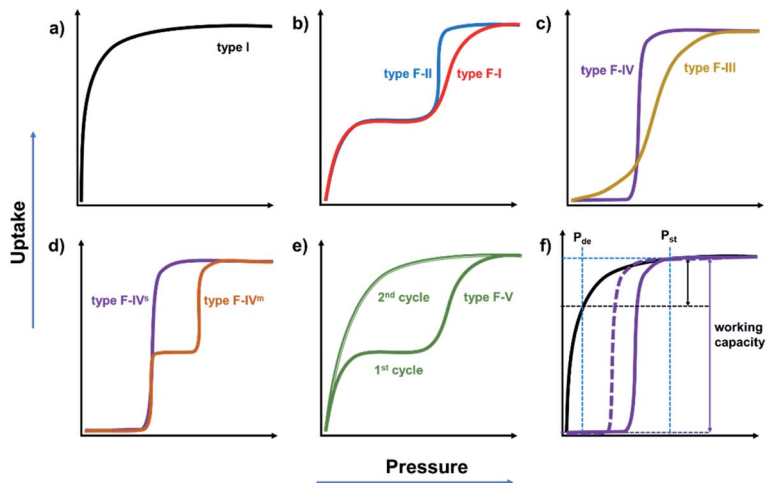 a)
type I
b)
type F-II
type F-I
c)
type F-IV
type F-III
Uptake
d)
type F-IVs
type F-IVm
e)
2nd cycle
type F-V
1st cycle
f)
Pde
Pst
working
capacity
Pressure